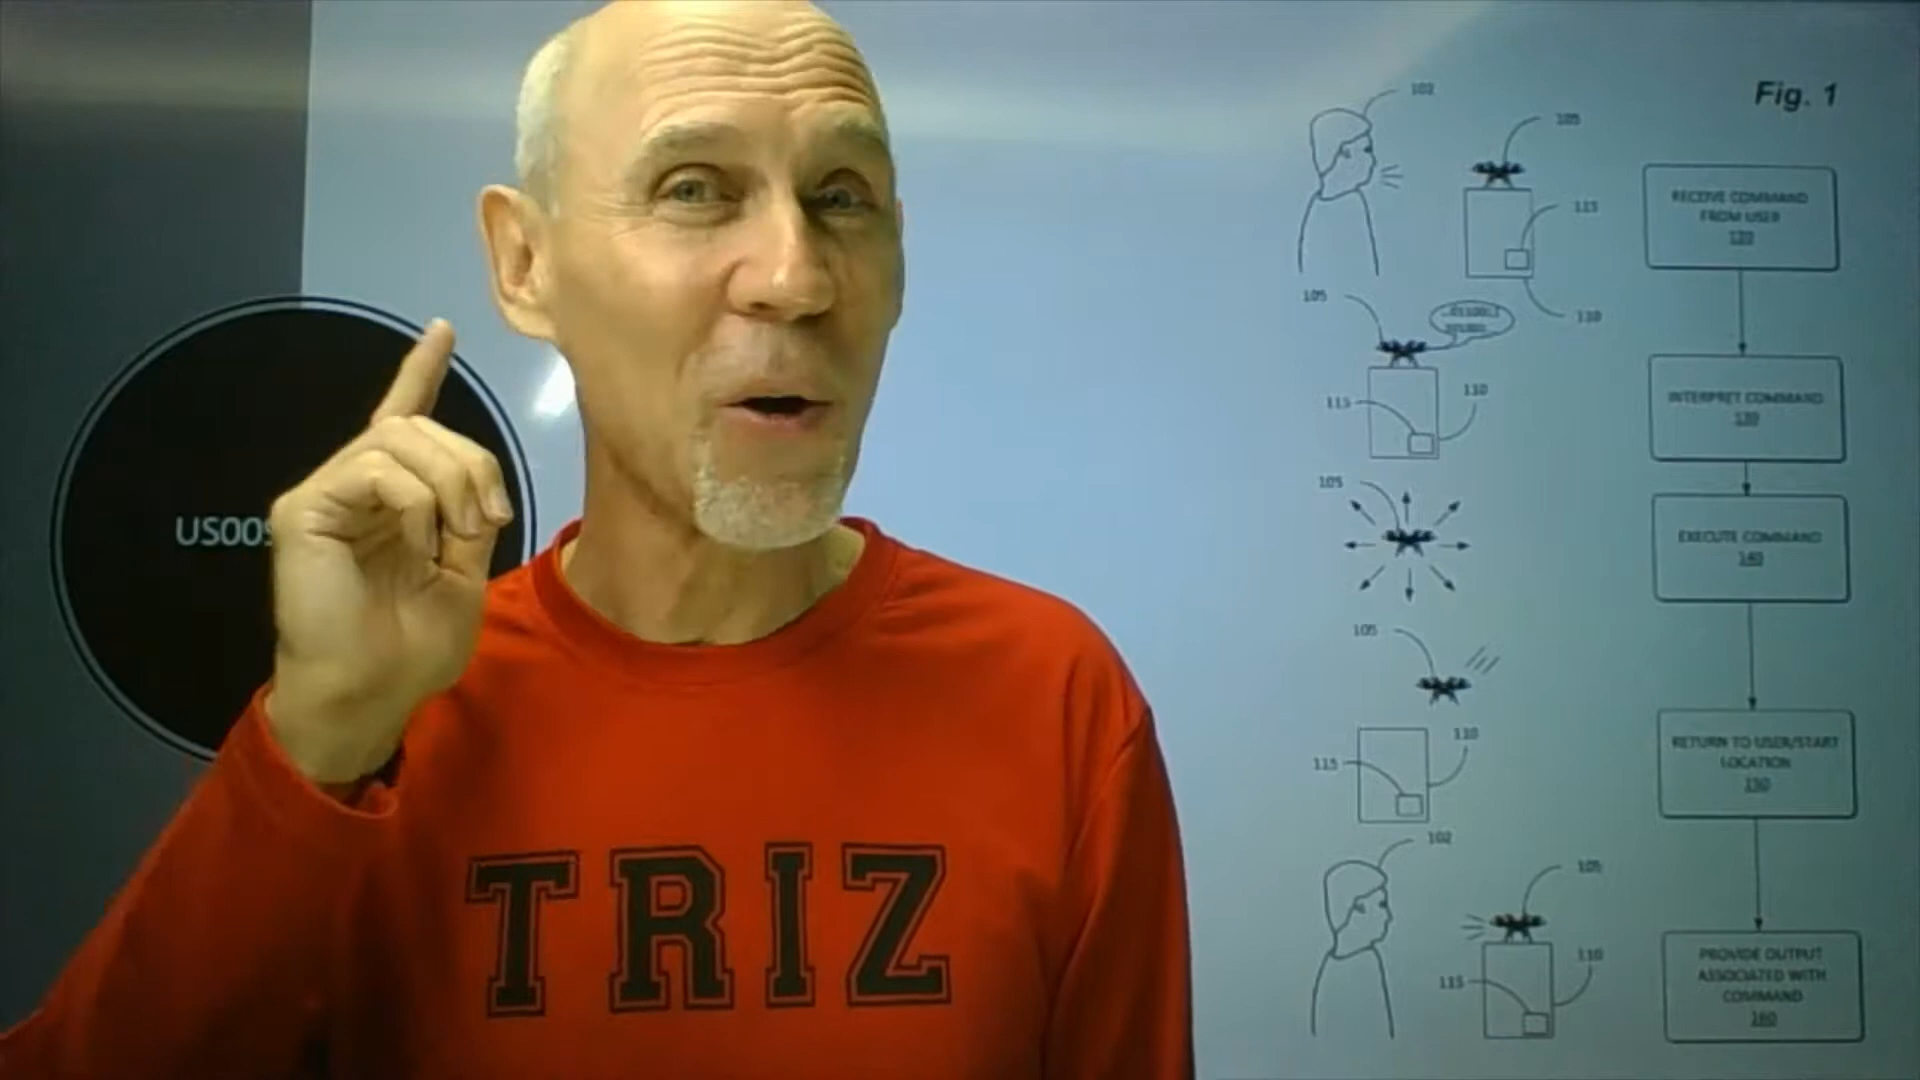 US009
TRIZ
Fig. 1
102
105
115
110
RECEIVE COMMAND
FROM USER
120
105
115
110
INTERPRET COMMAND
130
105
EXECUTE COMMAND
140
105
115
110
RETURN TO USER/START
LOCATION
150
102
105
115
110
PROVIDE OUTPUT
ASSOCIATED WITH
COMMAND
160